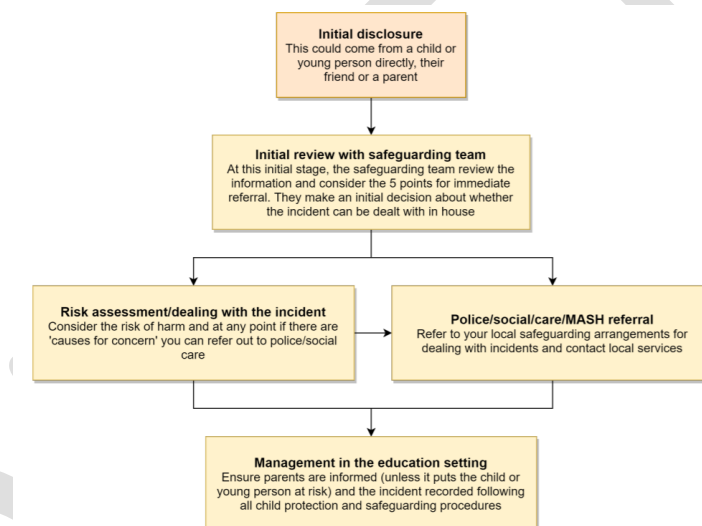 Initial disclosure
This could come from a child or
young person directly, their
friend or a parent
Initial review with safeguarding team
At this initial stage, the safeguarding team review the
information and consider the 5 points for immediate
referral. They make an initial decision about whether
the incident can be dealt with in house
Risk assessment/dealing with the incident
Consider the risk of harm and at any point if there are
'causes for concern' you can refer out to police/social
care
Police/social/care/MASH referral
Refer to your local safeguarding arrangements for
dealing with incidents and contact local services
Management in the education setting
Ensure parents are informed (unless it puts the child or
young person at risk) and the incident recorded following
all child protection and safeguarding procedures